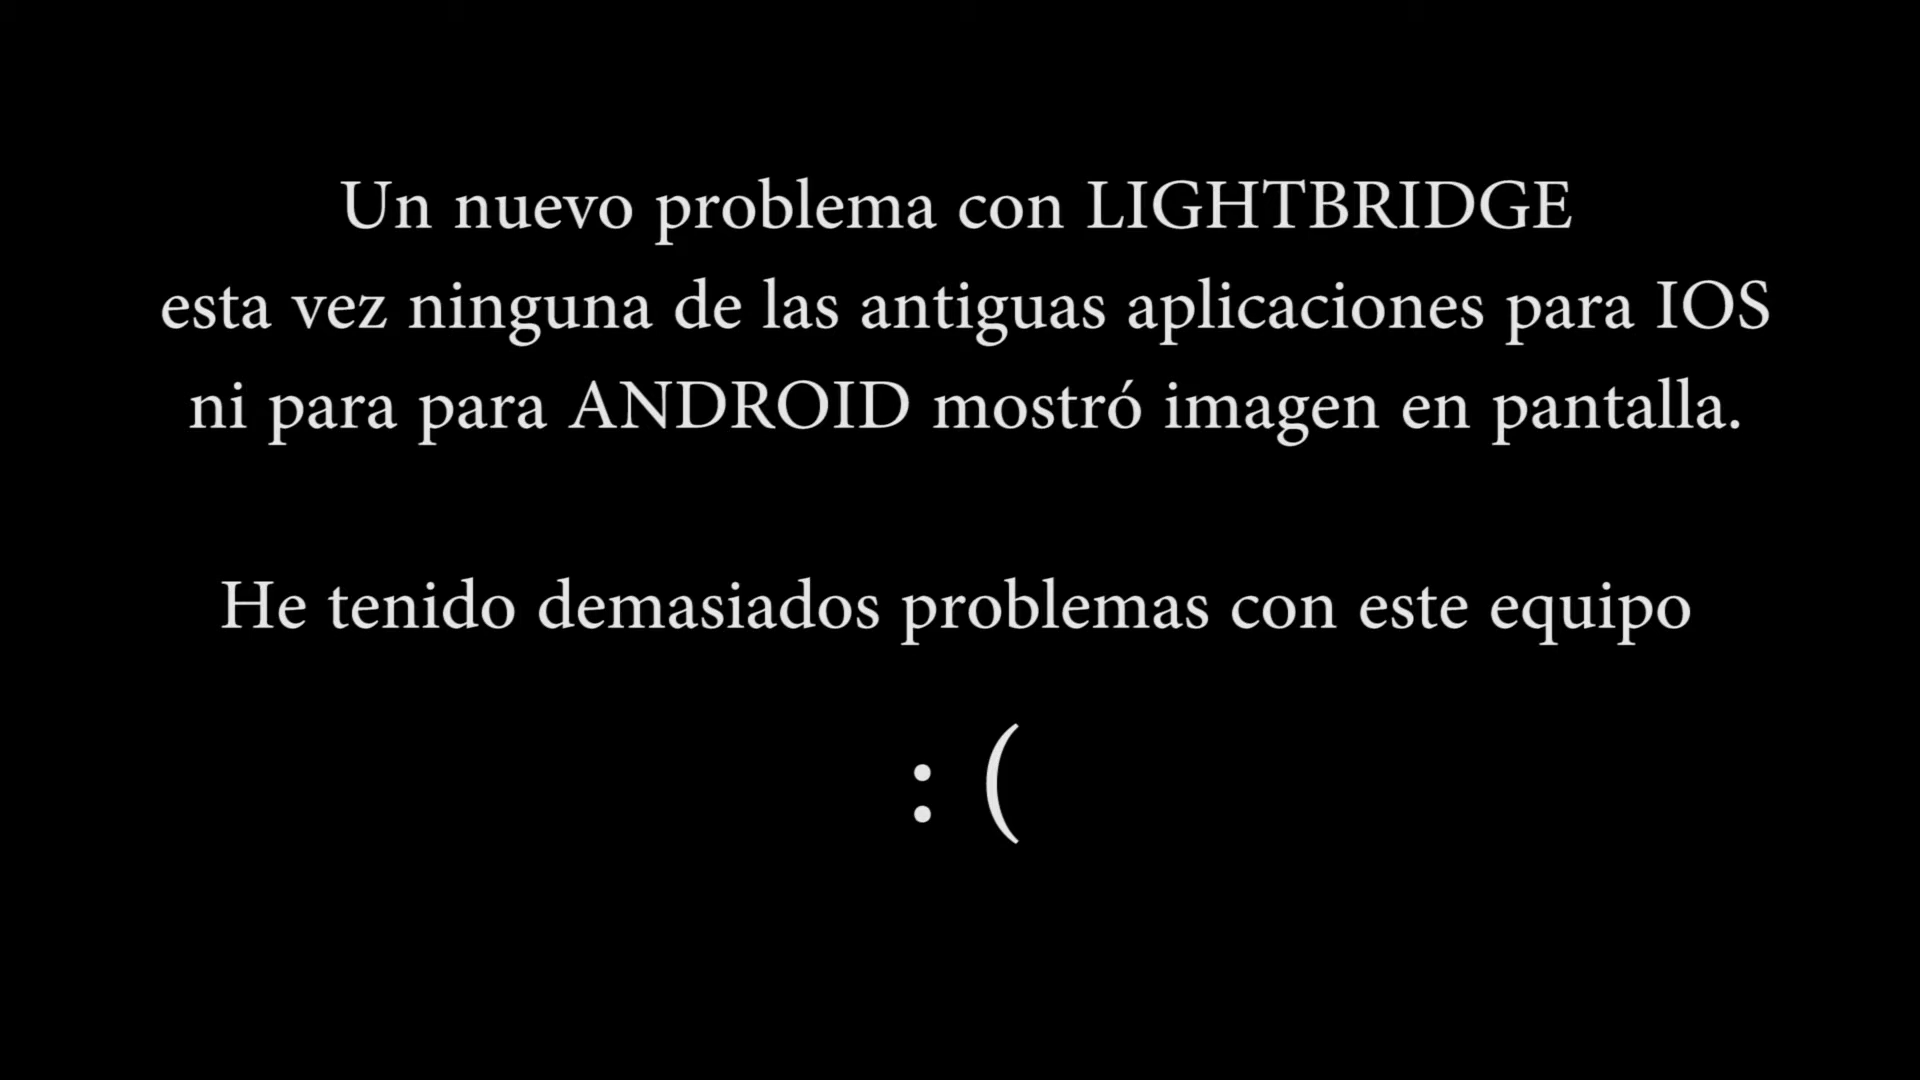 Un nuevo problema con LIGHTBRIDGE
esta vez ninguna de las antiguas aplicaciones para IOS
ni para para ANDROID mostró imagen en pantalla.
He tenido demasiados problemas con este equipo
: (